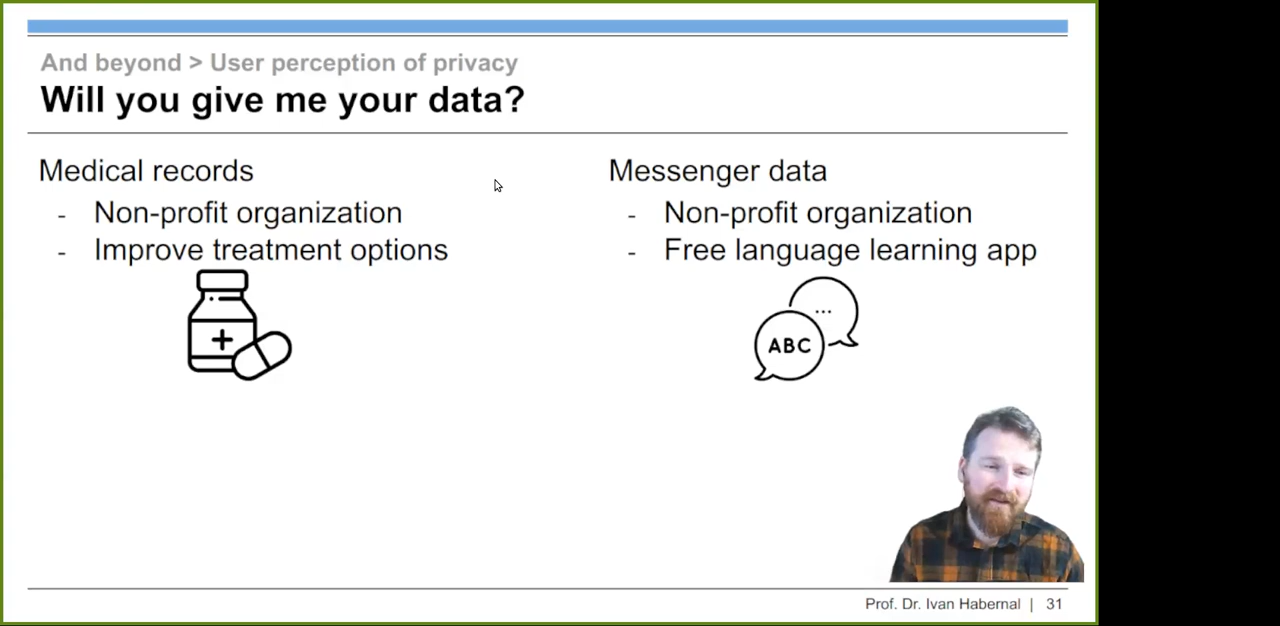 And beyond > User perception of privacy
Will you give me your data?
Medical records
- Non-profit organization
- Improve treatment options
Messenger data
- Non-profit organization
- Free language learning app
...
ABC
Prof. Dr. Ivan Habernal | 31